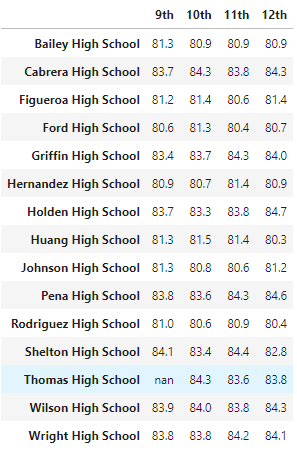 9th 10th 11th 12th
Bailey High School 81.3 80.9 80.9 80.9
Cabrera High School 83.7 84.3 83.8 84.3
Figueroa High School 81.2 81.4 80.6 81.4
Ford High School 80.6 81.3 80.4 80.7
Griffin High School 83.4 83.7 84.3 84.0
Hernandez High School 80.9 80.7 81.4 80.9
Holden High School 83.7 83.3 83.8 84.7
Huang High School 81.3 81.5 81.4 80.3
Johnson High School 81.3 80.8 80.6 81.2
Pena High School 83.8 83.6 84.3 84.6
Rodriguez High School 81.0 80.6 80.9 80.4
Shelton High School 84.1 83.4 84.4 82.8
Thomas High School nan 84.3 83.6 83.8
Wilson High School 83.9 84.0 83.8 84.3
Wright High School 83.8 83.8 84.2 84.1